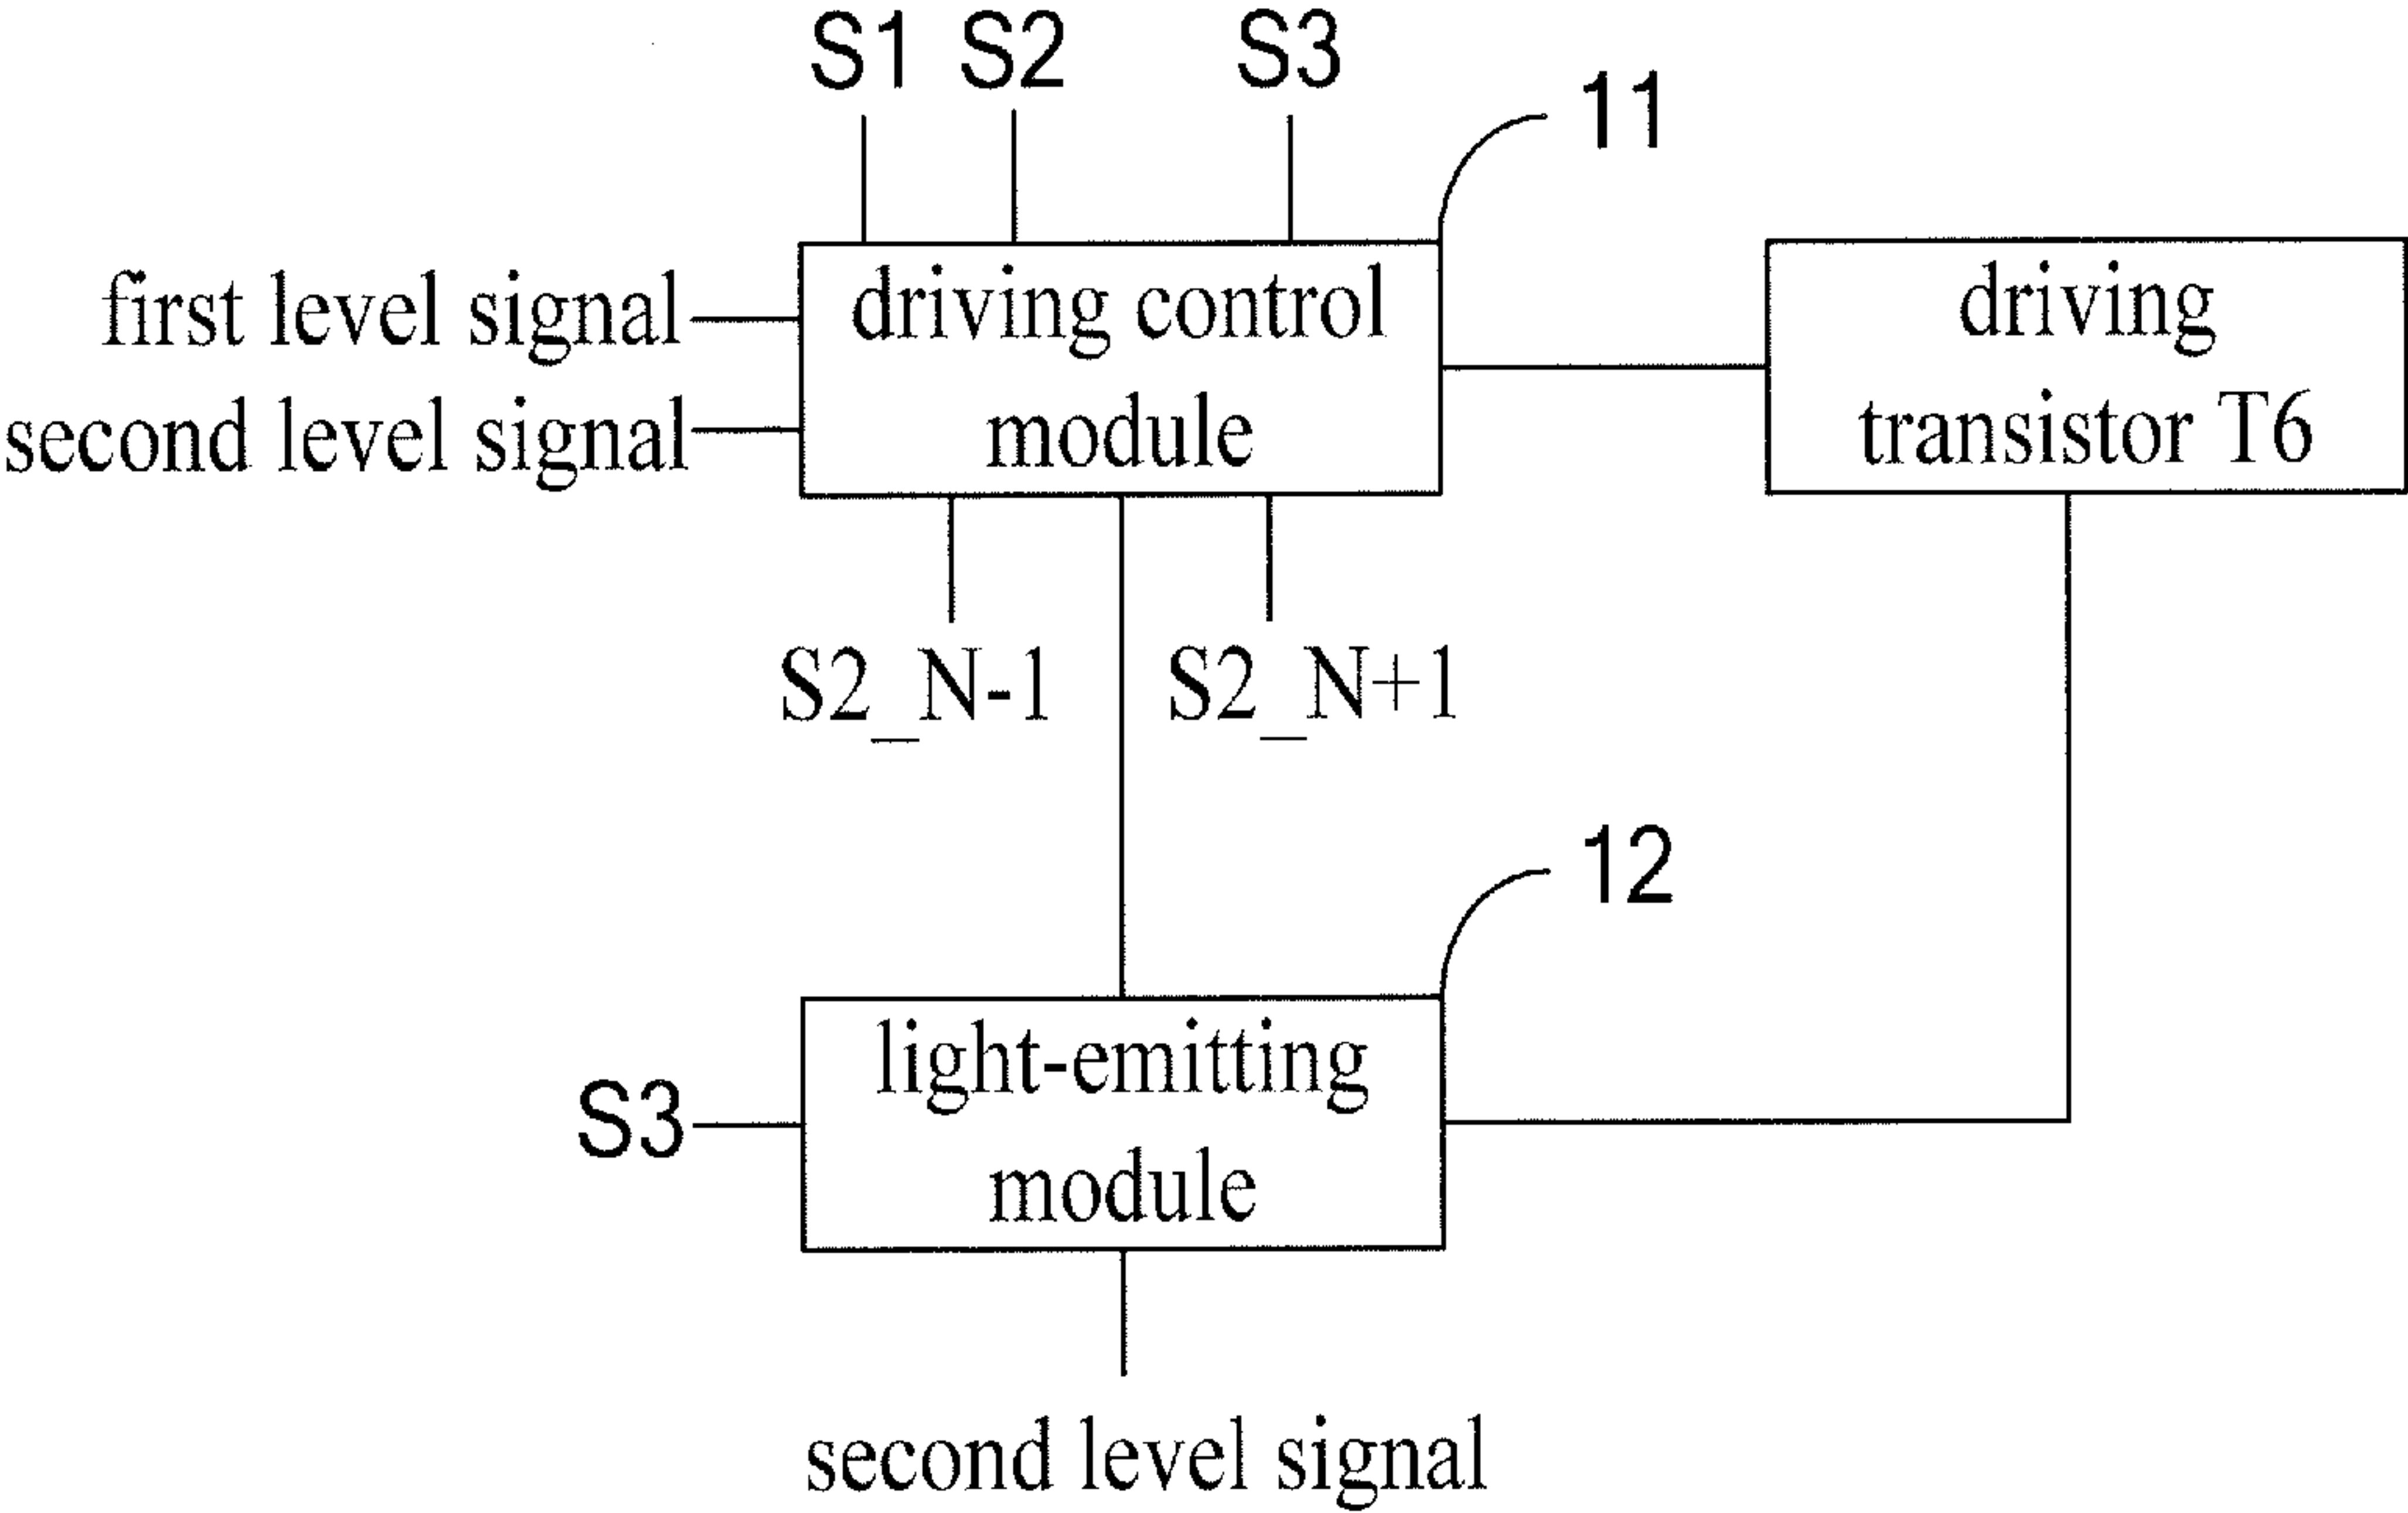 S1 S2 S3
11
first level signal
second level signal
driving control
module
driving
transistor T6
S2_N-1
S2_N+1
12
light-emitting
module
S3
second level signal